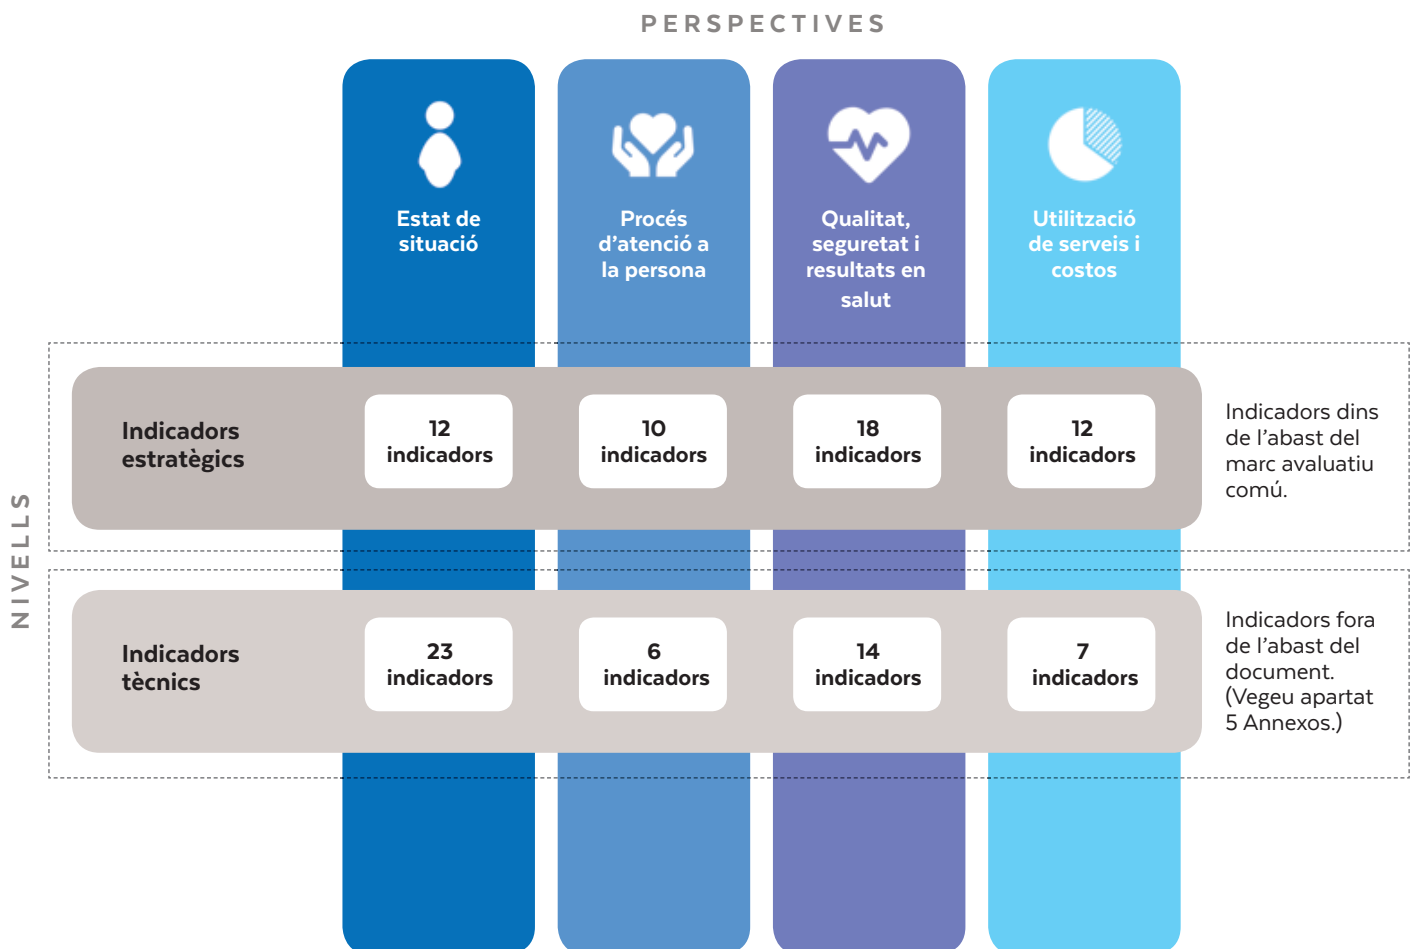 PERSPECTIVES
Estat de
situació
Procés
d’atenció a
la persona
Qualitat,
seguretat i
resultats en
salut
Utilització
de serveis i
costos
NIVELLS
Indicadors
estratègics
12
indicadors
10
indicadors
18
indicadors
12
indicadors
Indicadors dins
de l’abast del
marc avaluatiu
comú.
Indicadors
tècnics
23
indicadors
6
indicadors
14
indicadors
7
indicadors
Indicadors fora
de l’abast del
document.
(Vegeu apartat
5 Annexos.)